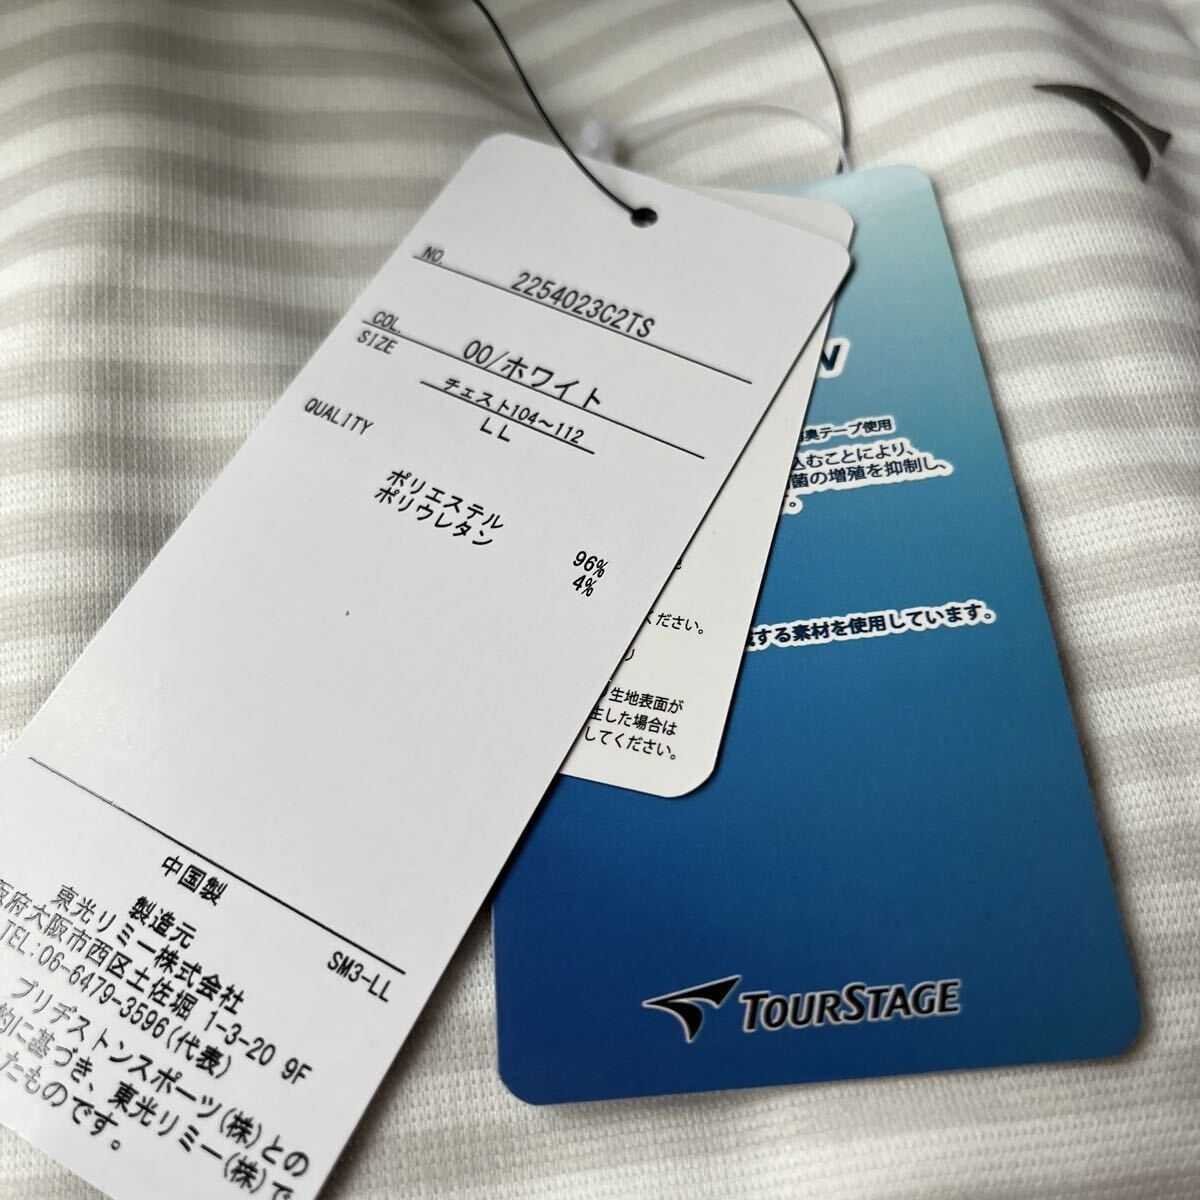 NO.
2254023C2TS
COL.
00/ホワイト
SIZE
チェスト104～112
LL
QUALITY
ポリエステル 96%
ポリウレタン 4%
中国製
SM3-LL
製造元
東光リミー株式会社
阪府大阪市西区土佐堀 1-3-20 9F
TEL:06-6479-3596(代表)
ブリヂストンスポーツ(株)との
約に基づき、東光リミー(株)で
たものです。
ください。
り
生地表面が
生した場合は
してください。
臭テープ使用
込むことにより、
菌の増殖を抑制し、
す。
する素材を使用しています。
TOURSTAGE